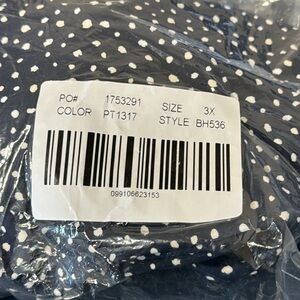 PO# 1753291 SIZE 3X
COLOR PT1317 STYLE BH536
099106623153